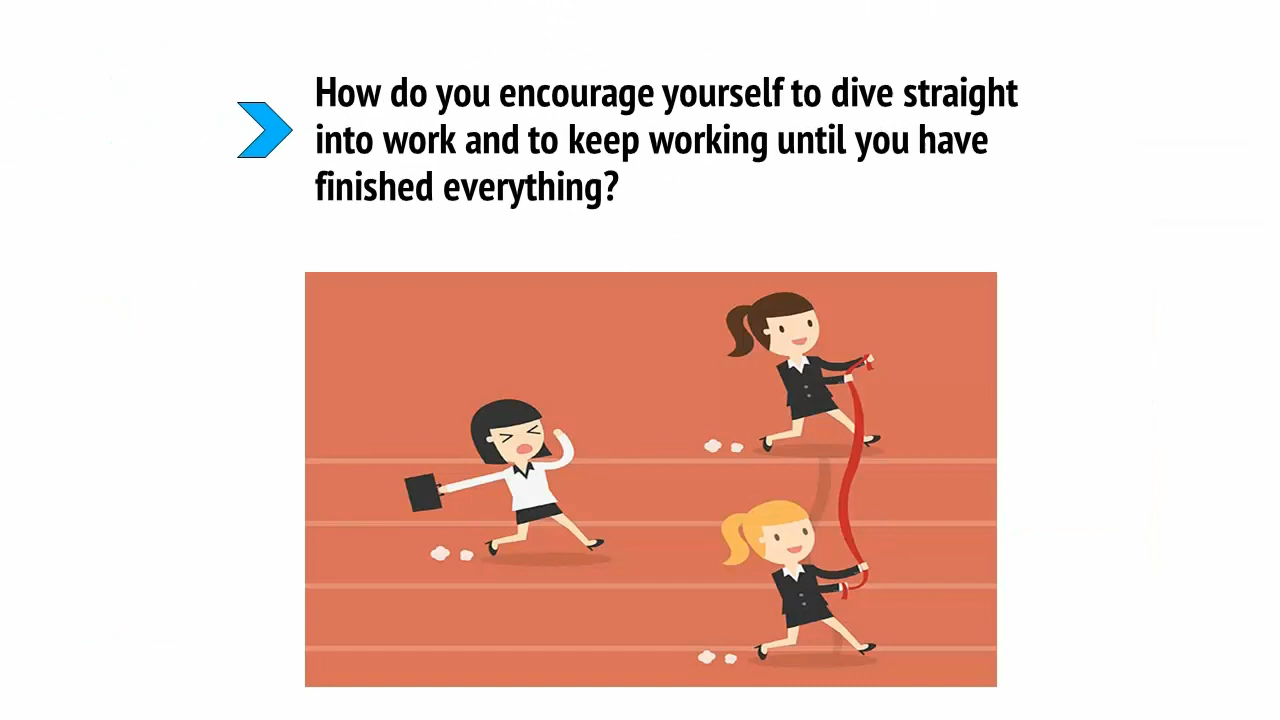 How do you encourage yourself to dive straight
into work and to keep working until you have
finished everything?